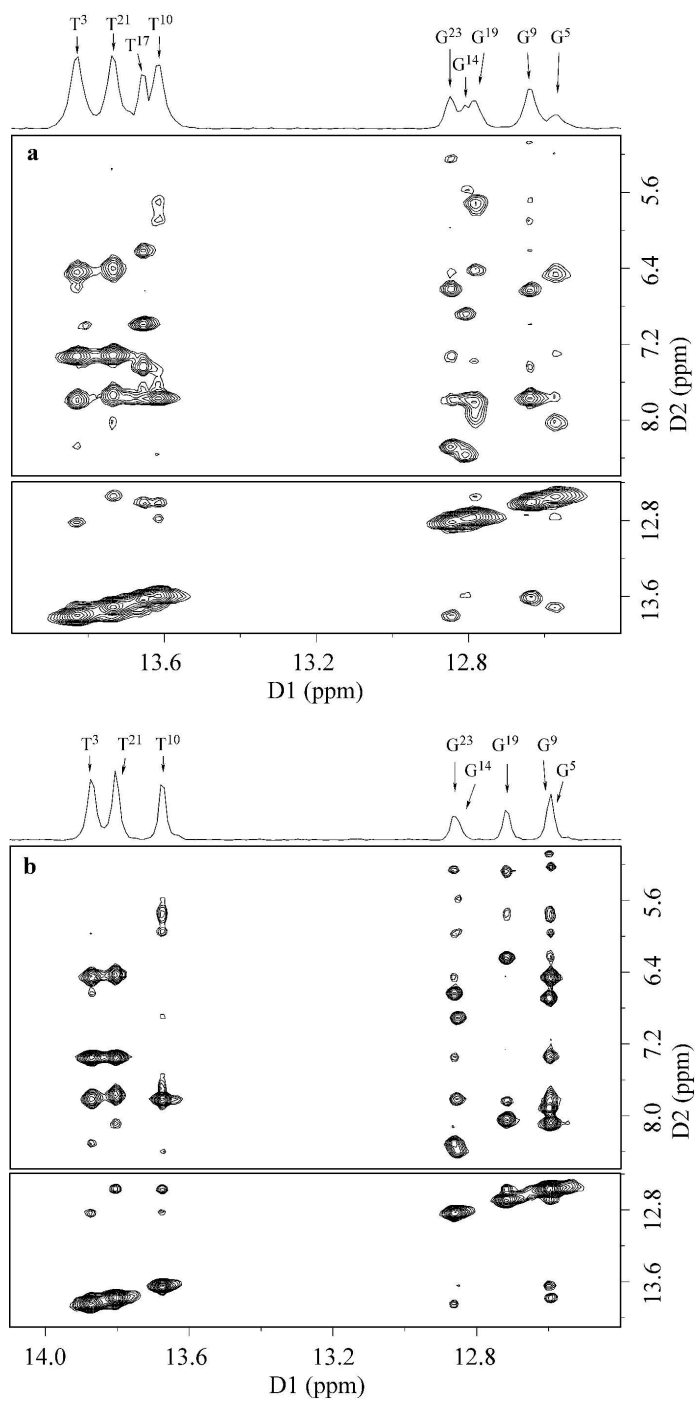 T³ T²¹ T¹⁷ T¹⁰ G²³ G¹⁴ G¹⁹ G⁹ G⁵
a
5.6
6.4
7.2
8.0
D2 (ppm)
12.8
13.6
13.6 13.2 12.8
D1 (ppm)
T³ T²¹ T¹⁰ G²³ G¹⁴ G¹⁹ G⁹ G⁵
b
5.6
6.4
7.2
8.0
D2 (ppm)
12.8
13.6
14.0 13.6 13.2 12.8
D1 (ppm)